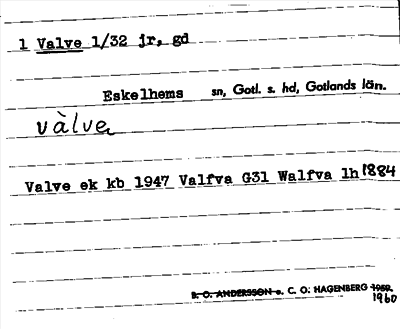 1 Valve 1/32 jr, gd
Eskelhems sn, Gotl. s. hd, Gotlands län.
vàlve
Valve ek kb 1947 Valfva G31 Walfva lh 1884
B. O. ANDERSSON o. C. O. HAGENBERG 1959.
1960